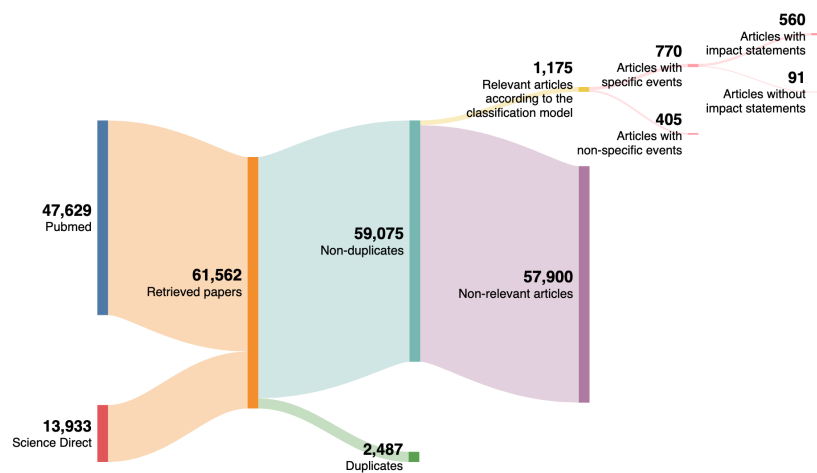 560
Articles with
impact statements
770
Articles with
specific events
91
Articles without
impact statements
1,175
Relevant articles
according to the
classification model
405
Articles with
non-specific events
47,629
Pubmed
59,075
Non-duplicates
61,562
Retrieved papers
57,900
Non-relevant articles
13,933
Science Direct
2,487
Duplicates